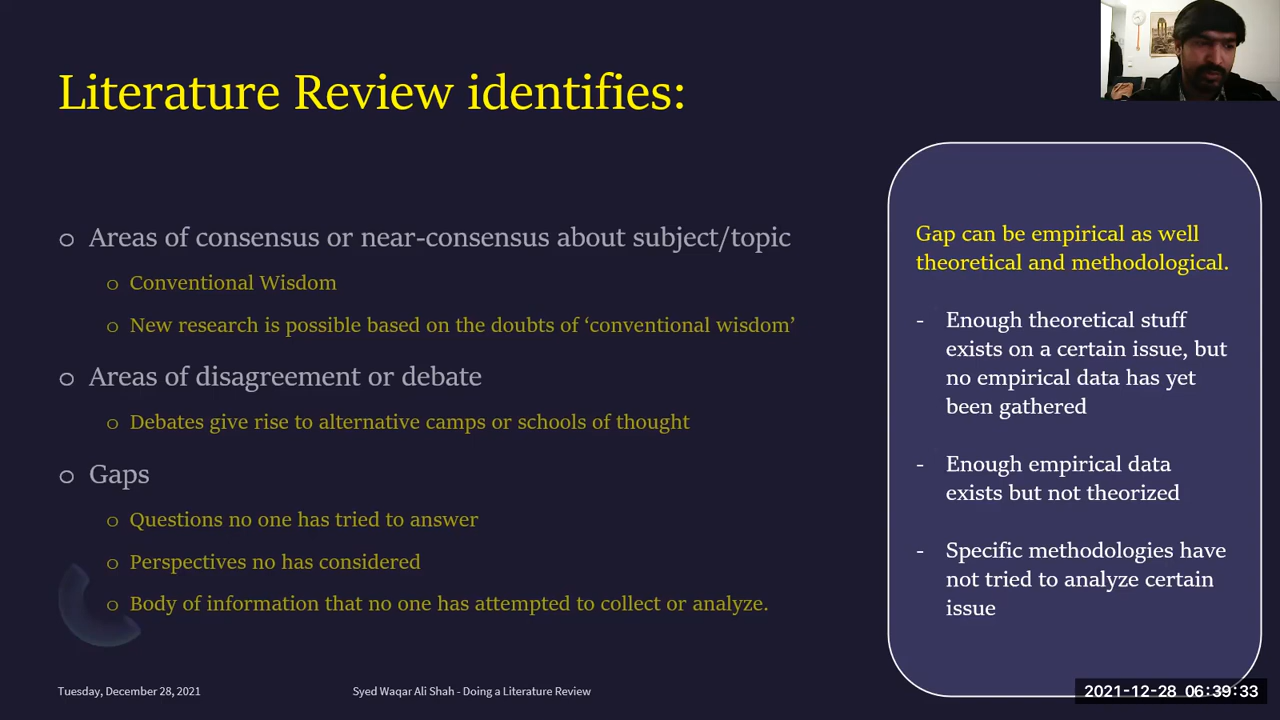 Literature Review identifies:
o Areas of consensus or near-consensus about subject/topic
o Conventional Wisdom
o New research is possible based on the doubts of ‘conventional wisdom’
o Areas of disagreement or debate
o Debates give rise to alternative camps or schools of thought
o Gaps
o Questions no one has tried to answer
o Perspectives no has considered
o Body of information that no one has attempted to collect or analyze.
Gap can be empirical as well
theoretical and methodological.
- Enough theoretical stuff
exists on a certain issue, but
no empirical data has yet
been gathered
- Enough empirical data
exists but not theorized
- Specific methodologies have
not tried to analyze certain
issue
Tuesday, December 28, 2021
Syed Waqar Ali Shah - Doing a Literature Review
2021-12-28 06:39:33